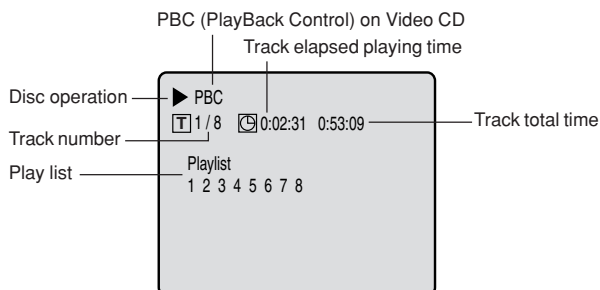 PBC (PlayBack Control) on Video CD
Track elapsed playing time
Disc operation
PBC
T 1 / 8 0:02:31 0:53:09
Track total time
Track number
Play list
Playlist
1 2 3 4 5 6 7 8